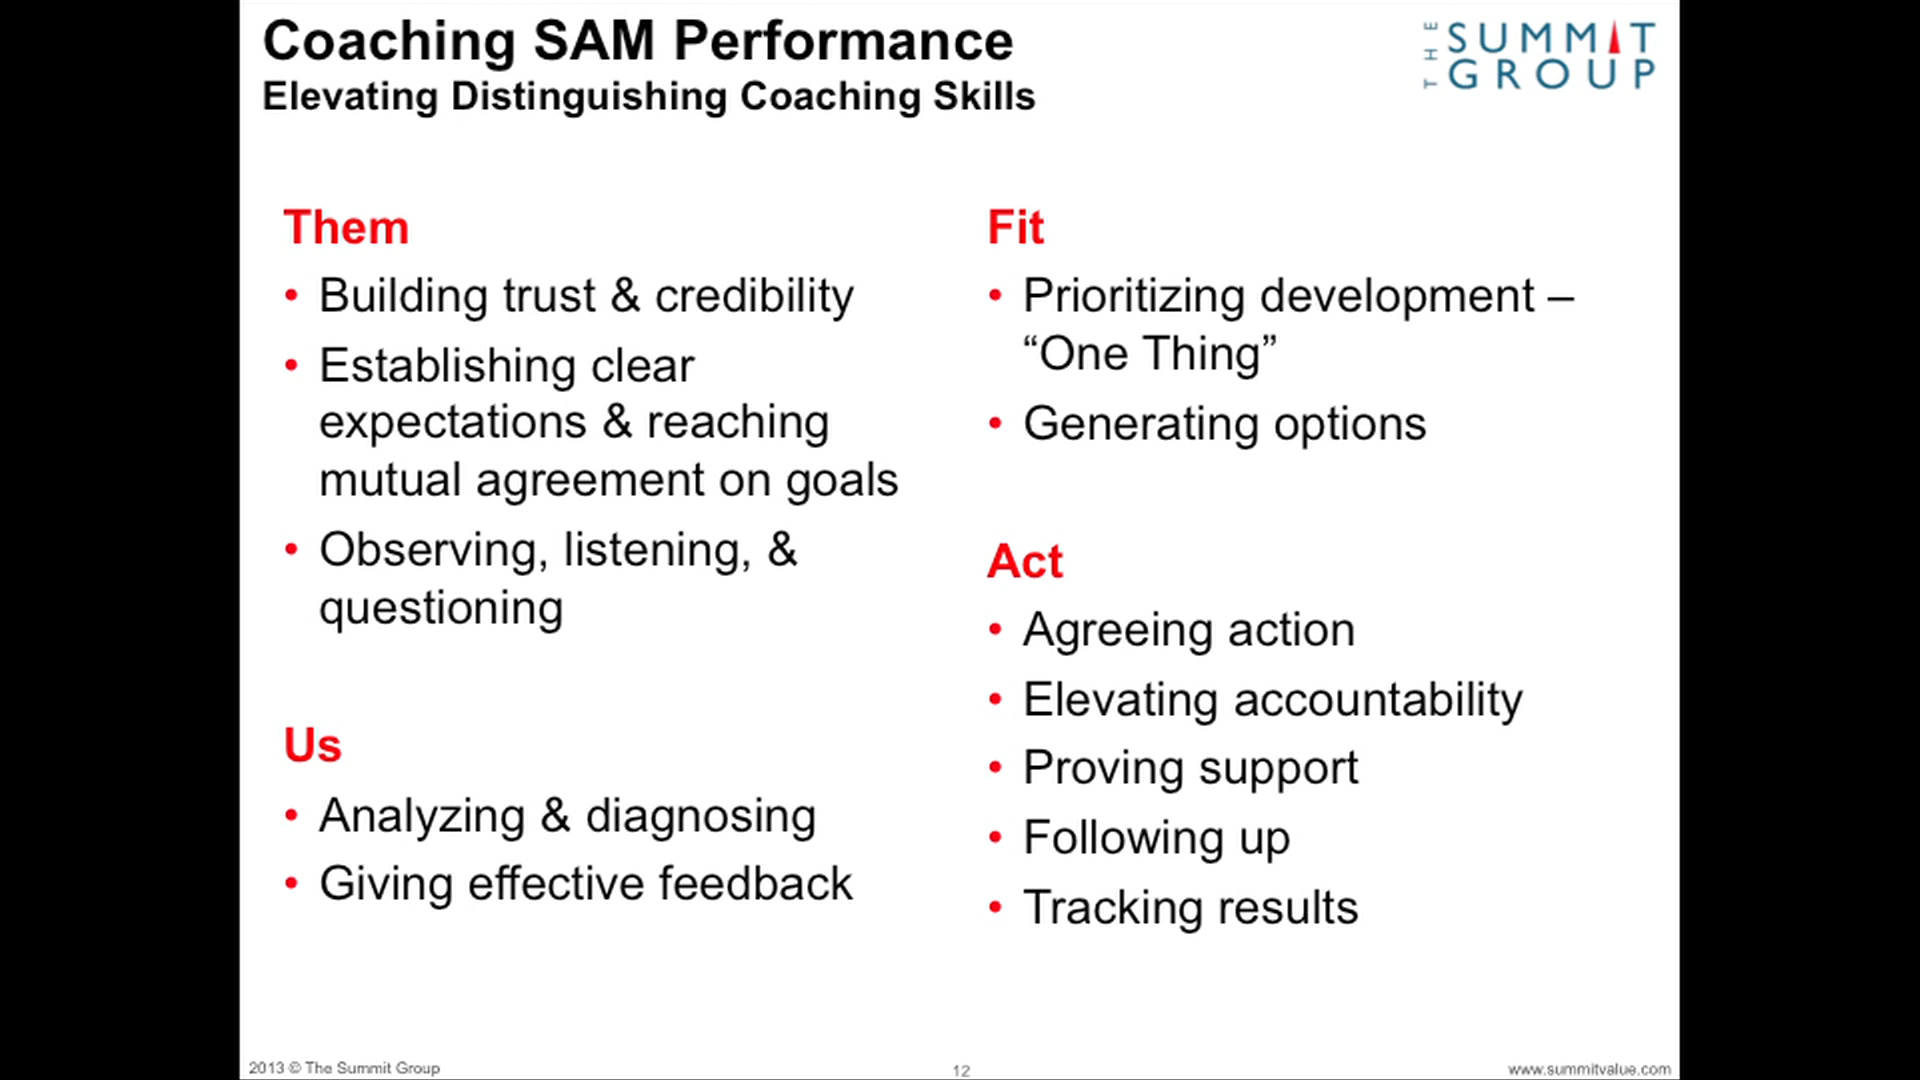 Coaching SAM Performance
Elevating Distinguishing Coaching Skills
THE
SUMMIT
GROUP
Them
• Building trust & credibility
• Establishing clear
expectations & reaching
mutual agreement on goals
• Observing, listening, &
questioning
Us
• Analyzing & diagnosing
• Giving effective feedback
Fit
• Prioritizing development –
“One Thing”
• Generating options
Act
• Agreeing action
• Elevating accountability
• Proving support
• Following up
• Tracking results
2013 © The Summit Group
12
www.summitvalue.com